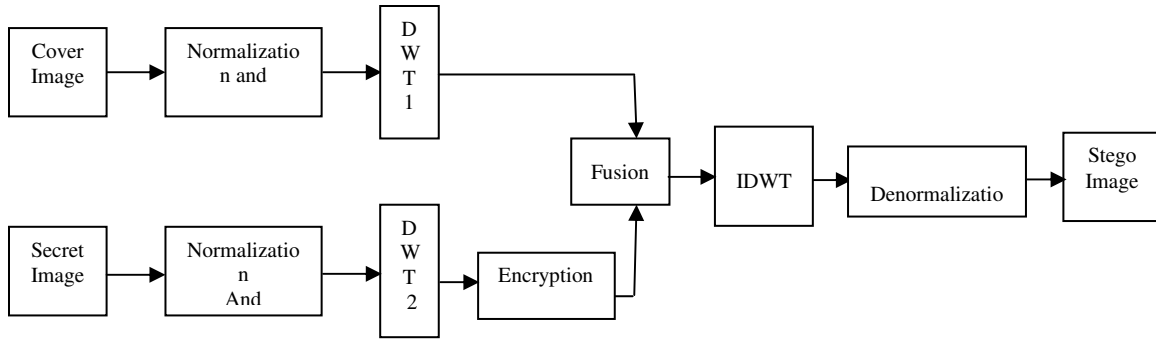 Cover
Image
Normalizatio
n and
D
W
T
1
Fusion
IDWT
Denormalizatio
Stego
Image
Secret
Image
Normalizatio
n
And
D
W
T
2
Encryption